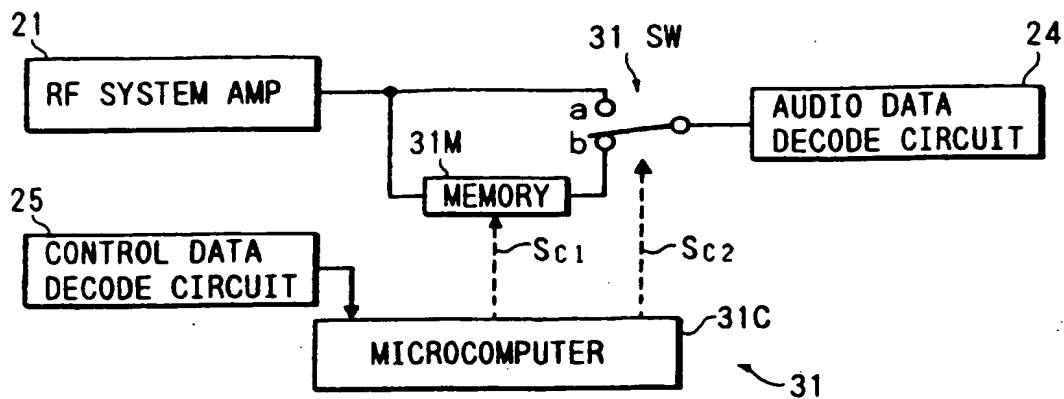 21
RF SYSTEM AMP
31 SW
24
a
b
AUDIO DATA
DECODE CIRCUIT
31M
MEMORY
25
CONTROL DATA
DECODE CIRCUIT
SC1
SC2
31C
MICROCOMPUTER
31